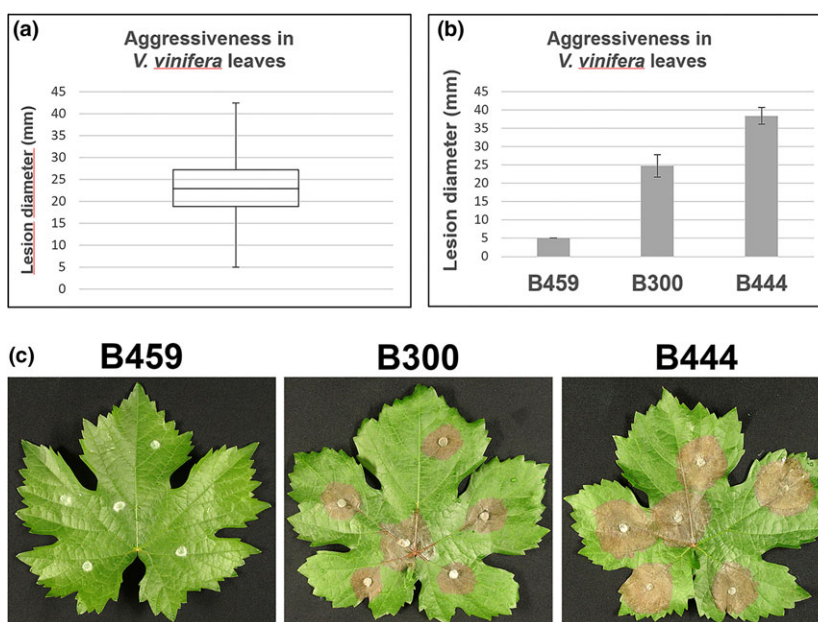 (a)
Aggressiveness in
V. vinifera leaves
Lesion diameter (mm)
45
40
35
30
25
20
15
10
5
0
(b)
Aggressiveness in
V. vinifera leaves
Lesion diameter (mm)
45
40
35
30
25
20
15
10
5
0
B459 B300 B444
(c)
B459 B300 B444